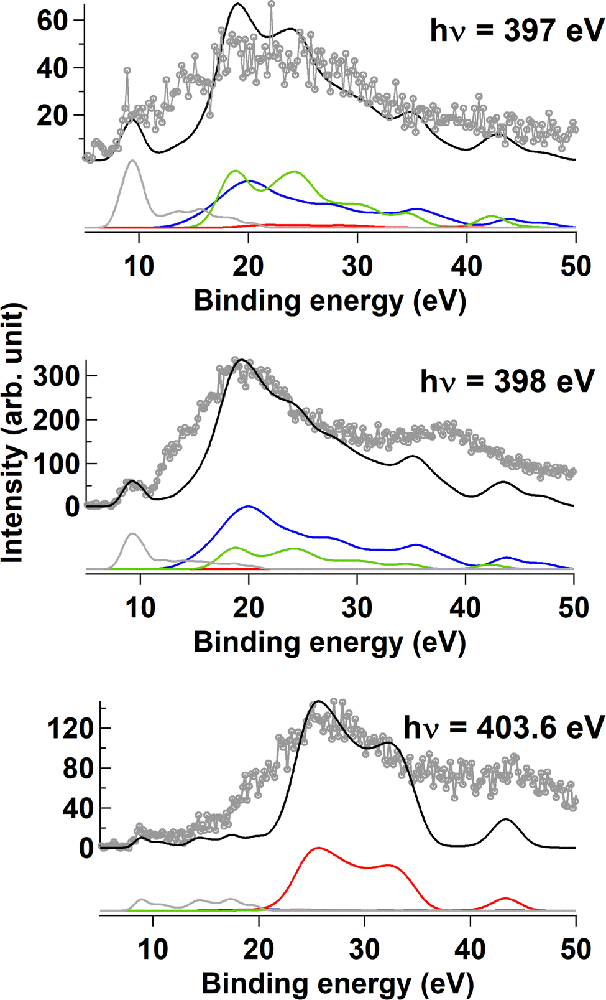 hν = 397 eV
60
40
20
10 20 30 40 50
Binding energy (eV)
Intensity (arb. unit)
hν = 398 eV
300
200
100
0
10 20 30 40 50
Binding energy (eV)
hν = 403.6 eV
120
80
40
0
10 20 30 40 50
Binding energy (eV)